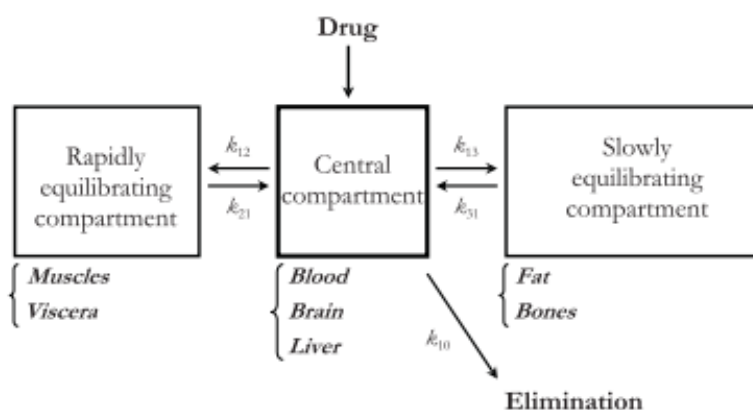 Drug
Rapidly
equilibrating
compartment
k12
k21
Central
compartment
k13
k31
Slowly
equilibrating
compartment
Muscles
Viscera
Blood
Brain
Liver
Fat
Bones
k10
Elimination